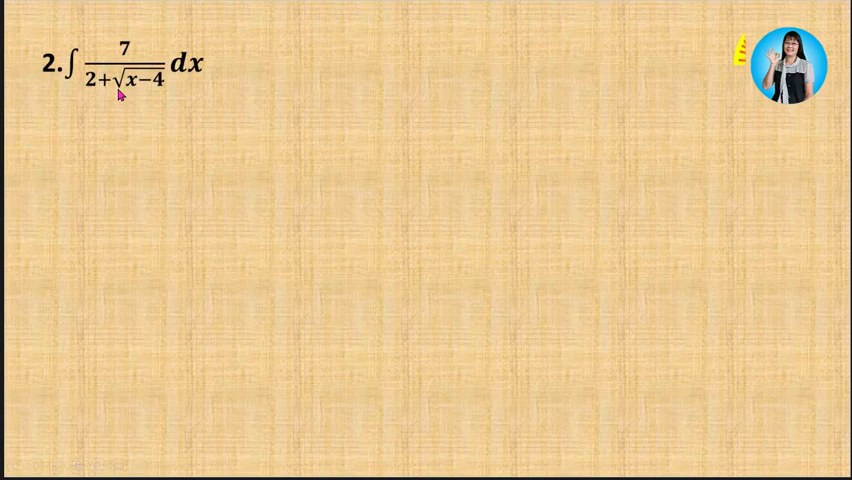 2. ∫ 7/(2+√(x−4)) dx